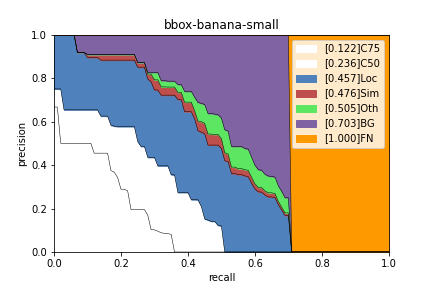 bbox-banana-small
1.0
0.8
0.6
0.4
0.2
0.0
precision
0.0 0.2 0.4 0.6 0.8 1.0
recall
[0.122]C75
[0.236]C50
[0.457]Loc
[0.476]Sim
[0.505]Oth
[0.703]BG
[1.000]FN